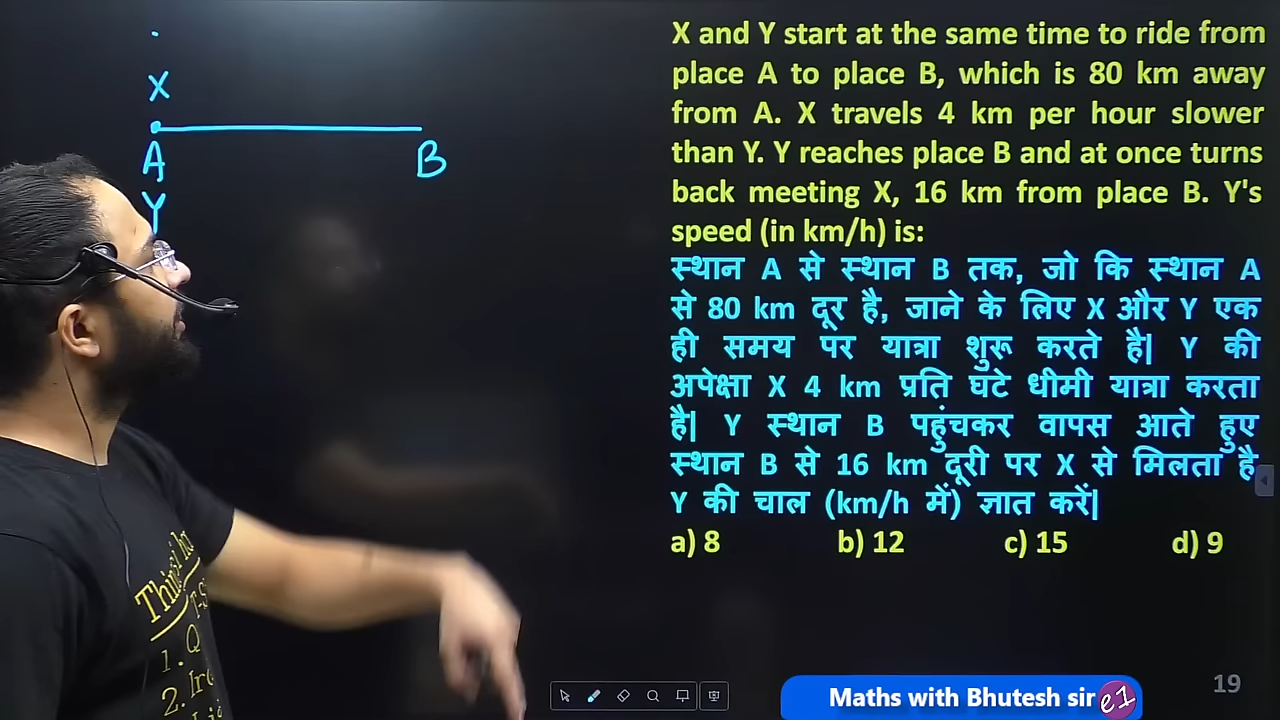 X
A
B
Y
X and Y start at the same time to ride from
place A to place B, which is 80 km away
from A. X travels 4 km per hour slower
than Y. Y reaches place B and at once turns
back meeting X, 16 km from place B. Y's
speed (in km/h) is:
स्थान A से स्थान B तक, जो कि स्थान A
से 80 km दूर है, जाने के लिए X और Y एक
ही समय पर यात्रा शुरू करते है| Y की
अपेक्षा X 4 km प्रति घंटे धीमी यात्रा करता
है| Y स्थान B पहुंचकर वापस आते हुए
स्थान B से 16 km दूरी पर X से मिलता है
Y की चाल (km/h में) ज्ञात करें|
a) 8 b) 12 c) 15 d) 9
1. Q
2.
Maths with Bhutesh sir e1
19